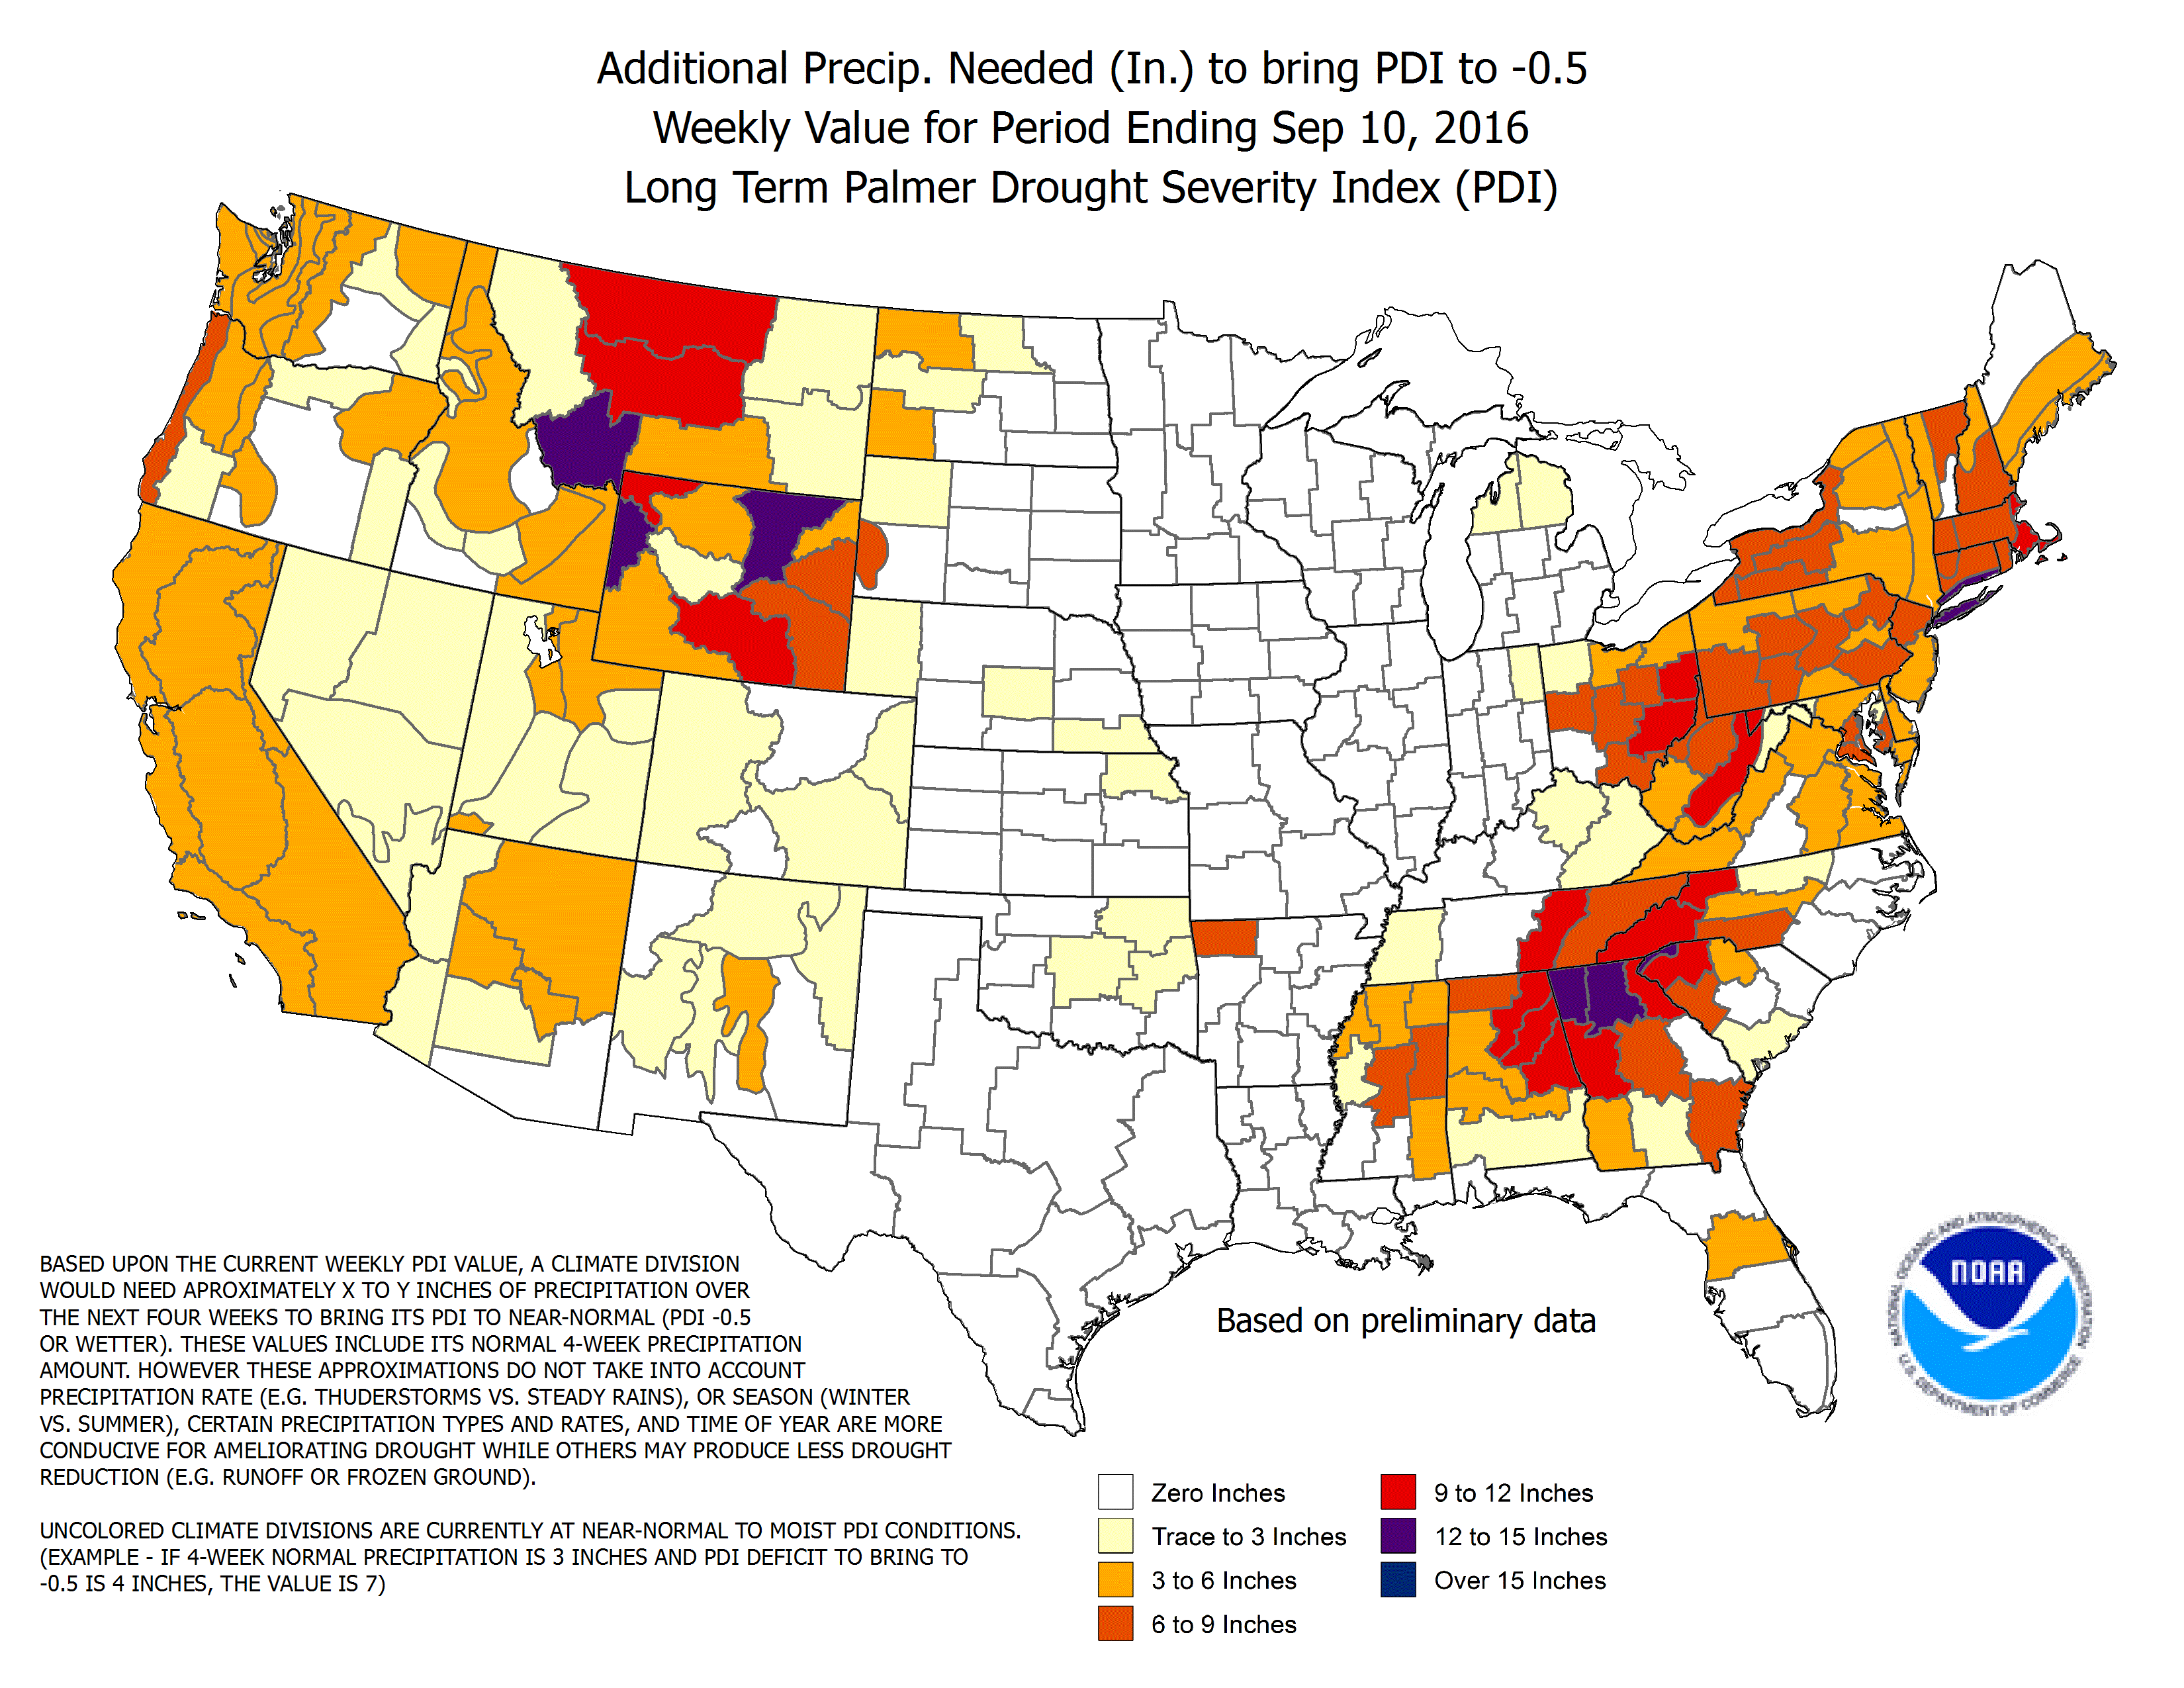 Additional Precip. Needed (In.) to bring PDI to -0.5
Weekly Value for Period Ending Sep 10, 2016
Long Term Palmer Drought Severity Index (PDI)
BASED UPON THE CURRENT WEEKLY PDI VALUE, A CLIMATE DIVISION
WOULD NEED APROXIMATELY X TO Y INCHES OF PRECIPITATION OVER
THE NEXT FOUR WEEKS TO BRING ITS PDI TO NEAR-NORMAL (PDI -0.5
OR WETTER). THESE VALUES INCLUDE ITS NORMAL 4-WEEK PRECIPITATION
AMOUNT. HOWEVER THESE APPROXIMATIONS DO NOT TAKE INTO ACCOUNT
PRECIPITATION RATE (E.G. THUDERSTORMS VS. STEADY RAINS), OR SEASON (WINTER
VS. SUMMER), CERTAIN PRECIPITATION TYPES AND RATES, AND TIME OF YEAR ARE MORE
CONDUCIVE FOR AMELIORATING DROUGHT WHILE OTHERS MAY PRODUCE LESS DROUGHT
REDUCTION (E.G. RUNOFF OR FROZEN GROUND).
UNCOLORED CLIMATE DIVISIONS ARE CURRENTLY AT NEAR-NORMAL TO MOIST PDI CONDITIONS.
(EXAMPLE - IF 4-WEEK NORMAL PRECIPITATION IS 3 INCHES AND PDI DEFICIT TO BRING TO
-0.5 IS 4 INCHES, THE VALUE IS 7)
Based on preliminary data
NATIONAL OCEANIC AND ATMOSPHERIC ADMINISTRATION
NOAA
U.S. DEPARTMENT OF COMMERCE
Zero Inches
Trace to 3 Inches
3 to 6 Inches
6 to 9 Inches
9 to 12 Inches
12 to 15 Inches
Over 15 Inches